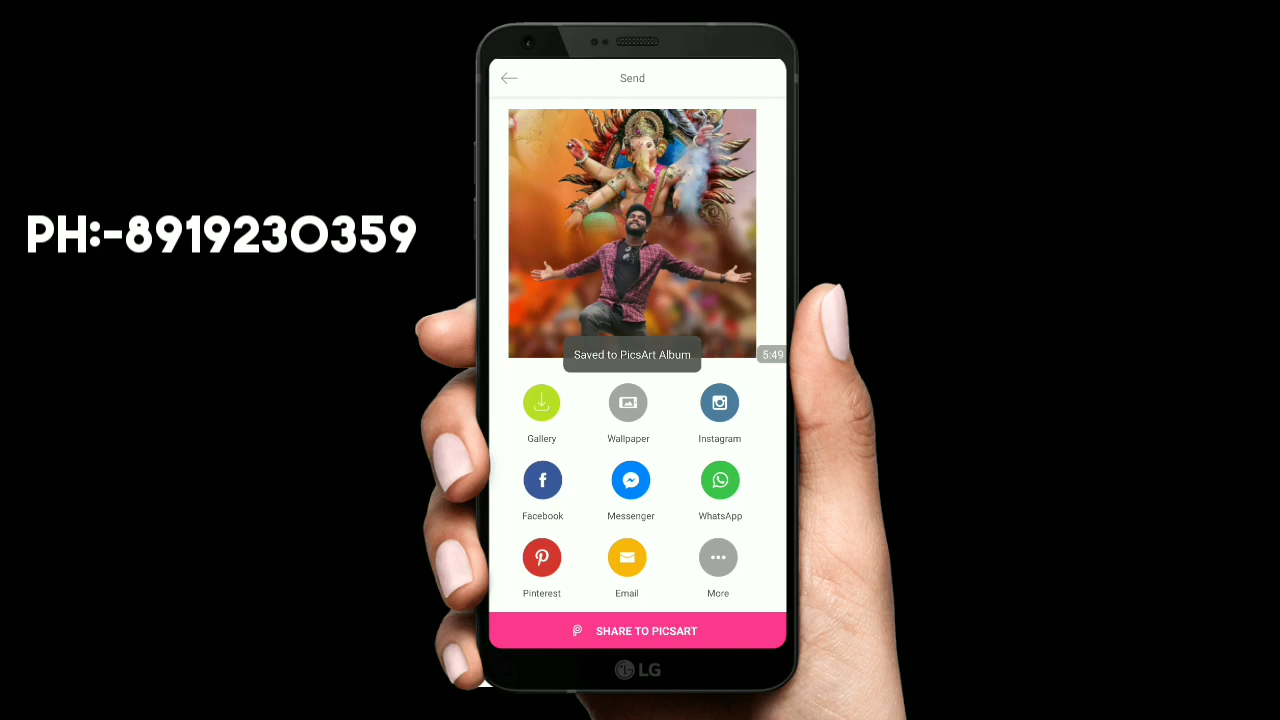 Send
PH:-8919230359
Saved to PicsArt Album
5:49
Gallery Wallpaper Instagram
Facebook Messenger WhatsApp
Pinterest Email More
SHARE TO PICSART
LG